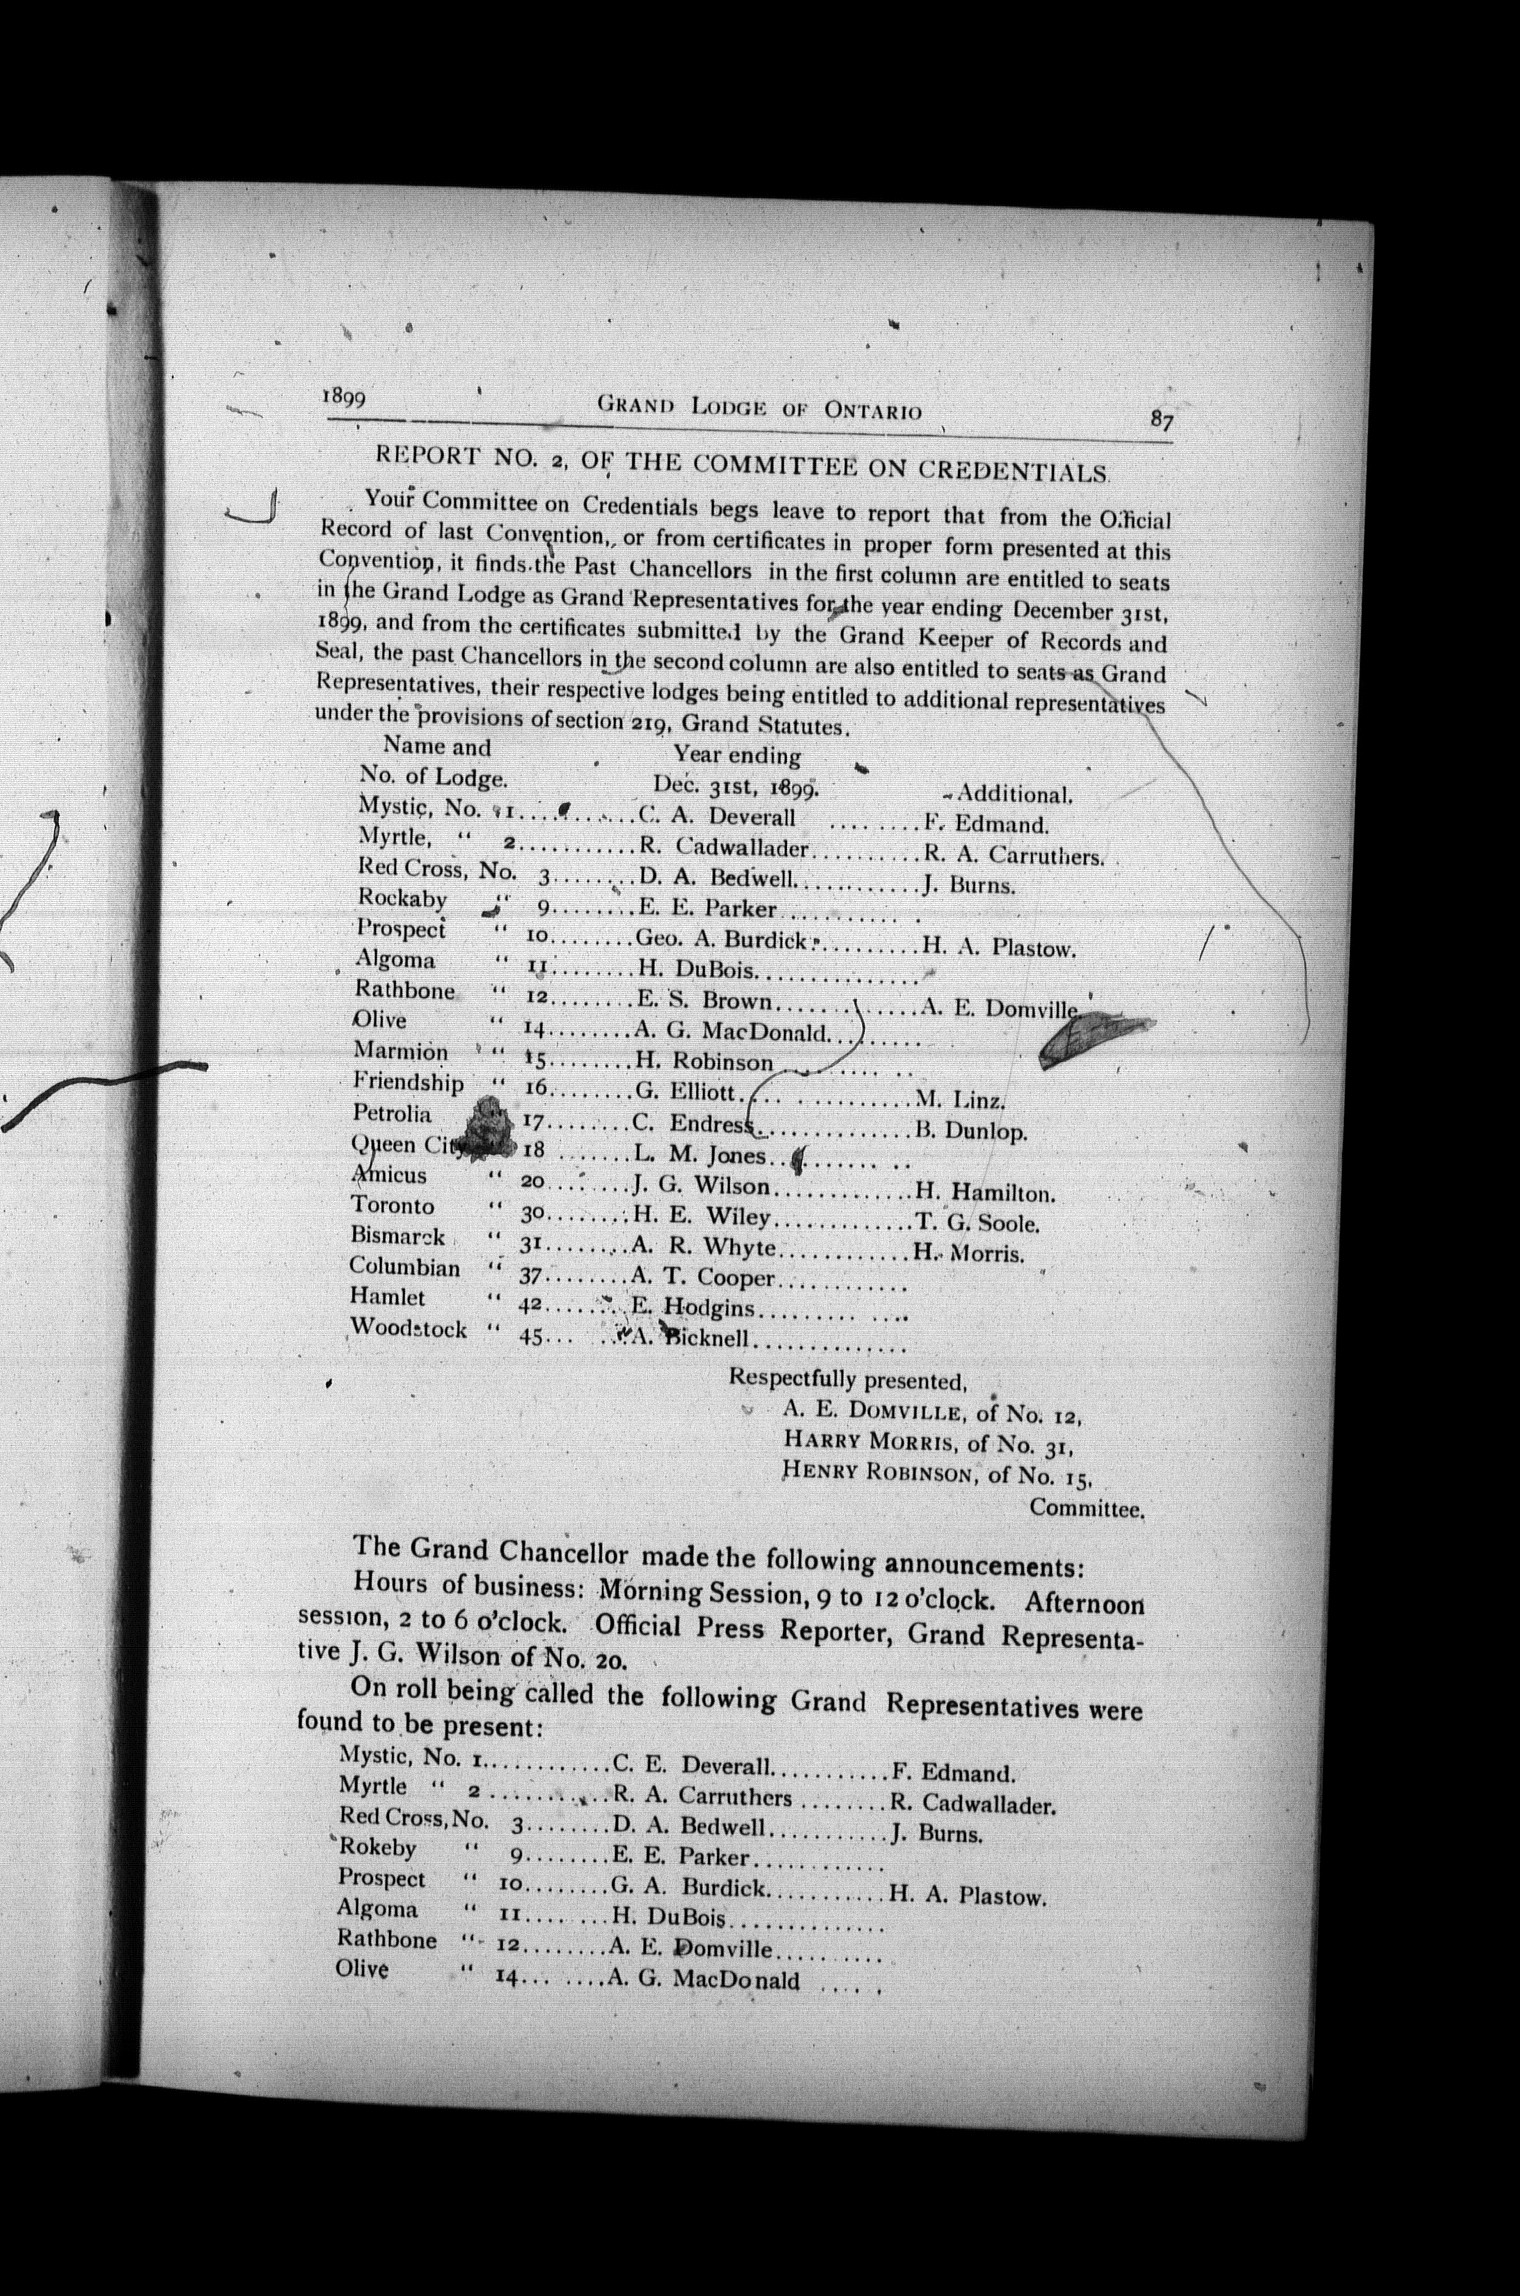 1899 GRAND LODGE OF ONTARIO 87
REPORT NO. 2, OF THE COMMITTEE ON CREDENTIALS.
Your Committee on Credentials begs leave to report that from the Official
Record of last Convention, or from certificates in proper form presented at this
Convention, it finds the Past Chancellors in the first column are entitled to seats
in the Grand Lodge as Grand Representatives for the year ending December 31st,
1899, and from the certificates submitted by the Grand Keeper of Records and
Seal, the past Chancellors in the second column are also entitled to seats as Grand
Representatives, their respective lodges being entitled to additional representatives
under the provisions of section 219, Grand Statutes.
Name and Year ending
No. of Lodge. Dec. 31st, 1899. Additional.
Mystic, No. 1............C. A. Deverall ........F. Edmand.
Myrtle, " 2...........R. Cadwallader..........R. A. Carruthers.
Red Cross, No. 3........D. A. Bedwell............J. Burns.
Rockaby " 9........E. E. Parker........... .
Prospect " 10........Geo. A. Burdick..........H. A. Plastow.
Algoma " 11........H. DuBois...............
Rathbone " 12........E. S. Brown.............A. E. Domville.
Olive " 14........A. G. MacDonald.........
Marmion " 15........H. Robinson ......... ..
Friendship " 16........G. Elliott.... ...........M. Linz.
Petrolia " 17........C. Endress..............B. Dunlop.
Queen City " 18 .......L. M. Jones.......... ..
Amicus " 20........J. G. Wilson.............H. Hamilton.
Toronto " 30........H. E. Wiley.............T. G. Soole.
Bismarck " 31........A. R. Whyte............H. Morris.
Columbian " 37........A. T. Cooper............
Hamlet " 42....... E. Hodgins......... ....
Woodstock " 45... ...A. Bicknell..............
Respectfully presented,
A. E. DOMVILLE, of No. 12,
HARRY MORRIS, of No. 31,
HENRY ROBINSON, of No. 15,
Committee.
The Grand Chancellor made the following announcements:
Hours of business: Morning Session, 9 to 12 o'clock. Afternoon
session, 2 to 6 o'clock. Official Press Reporter, Grand Representa-
tive J. G. Wilson of No. 20.
On roll being called the following Grand Representatives were
found to be present:
Mystic, No. 1............C. E. Deverall...........F. Edmand.
Myrtle " 2 ...........R. A. Carruthers ........R. Cadwallader.
Red Cross, No. 3........D. A. Bedwell...........J. Burns.
Rokeby " 9........E. E. Parker............
Prospect " 10........G. A. Burdick...........H. A. Plastow.
Algoma " 11........H. DuBois..............
Rathbone " 12........A. E. Domville..........
Olive " 14... ....A. G. MacDonald .....